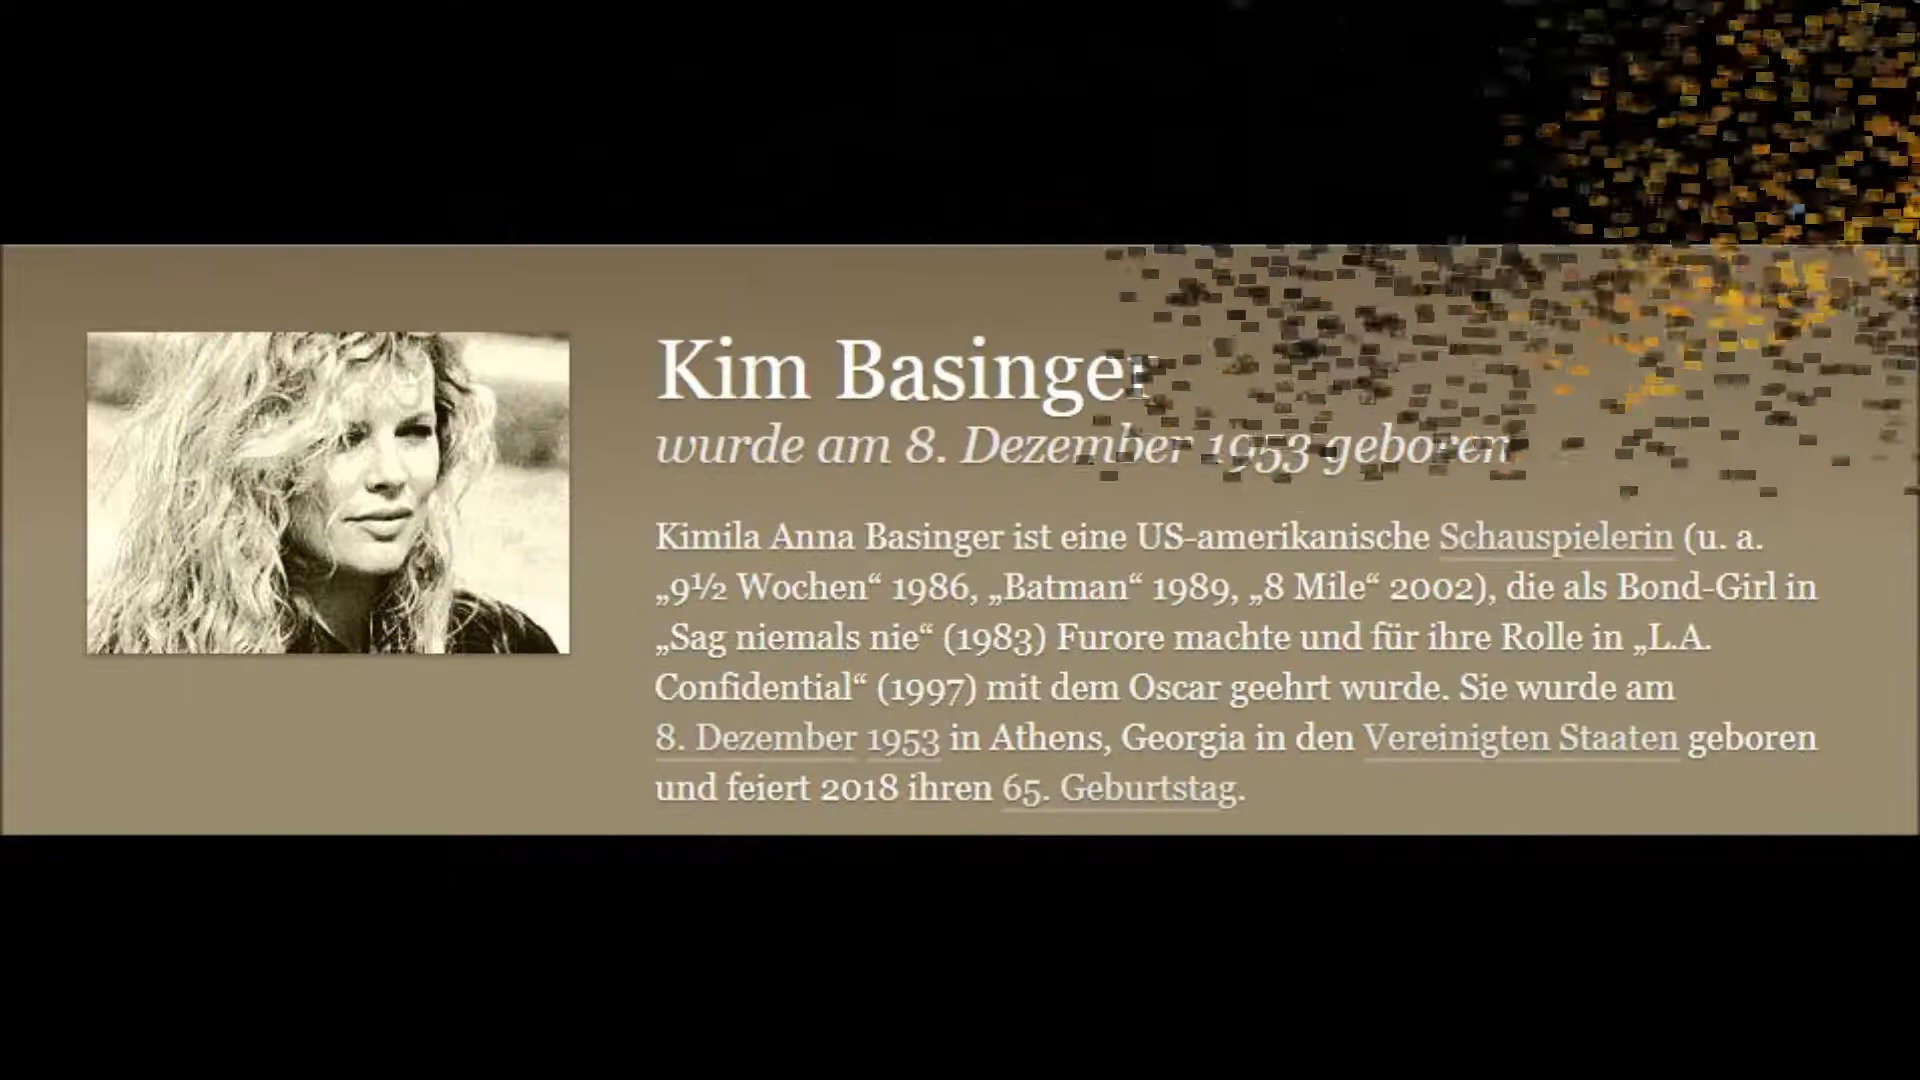 Kim Basinger
wurde am 8. Dezember 1953 geboren
Kimila Anna Basinger ist eine US-amerikanische Schauspielerin (u. a.
„9½ Wochen“ 1986, „Batman“ 1989, „8 Mile“ 2002), die als Bond-Girl in
„Sag niemals nie“ (1983) Furore machte und für ihre Rolle in „L.A.
Confidential“ (1997) mit dem Oscar geehrt wurde. Sie wurde am
8. Dezember 1953 in Athens, Georgia in den Vereinigten Staaten geboren
und feiert 2018 ihren 65. Geburtstag.